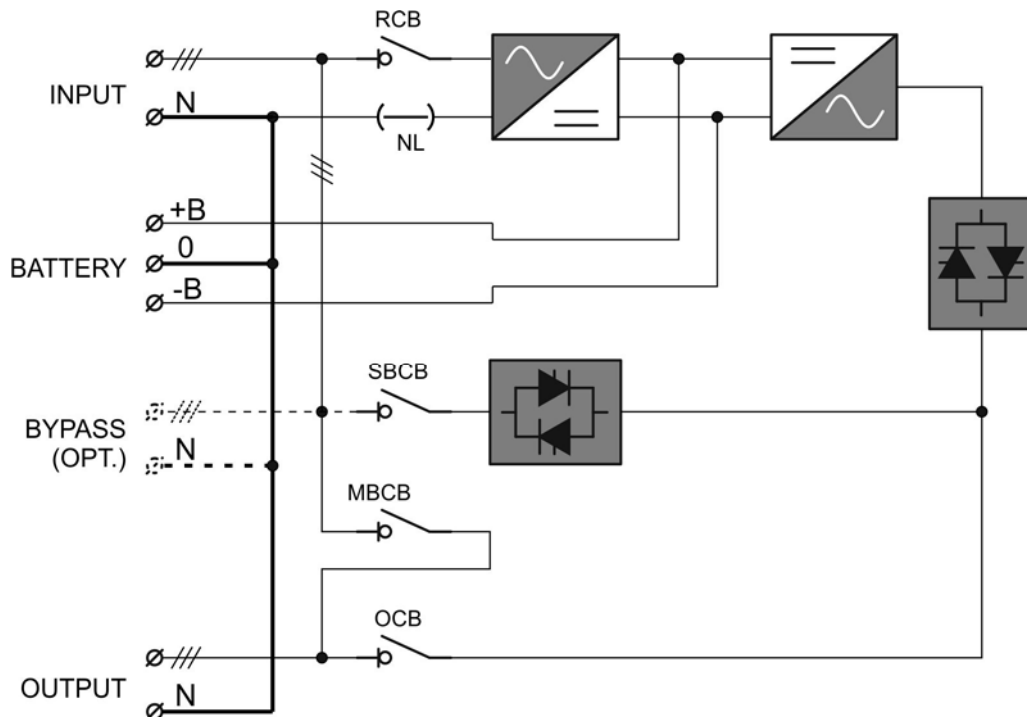 RCB
INPUT
N
NL
+B
0
BATTERY
-B
SBCB
BYPASS
(OPT.)
N
MBCB
OCB
OUTPUT
N